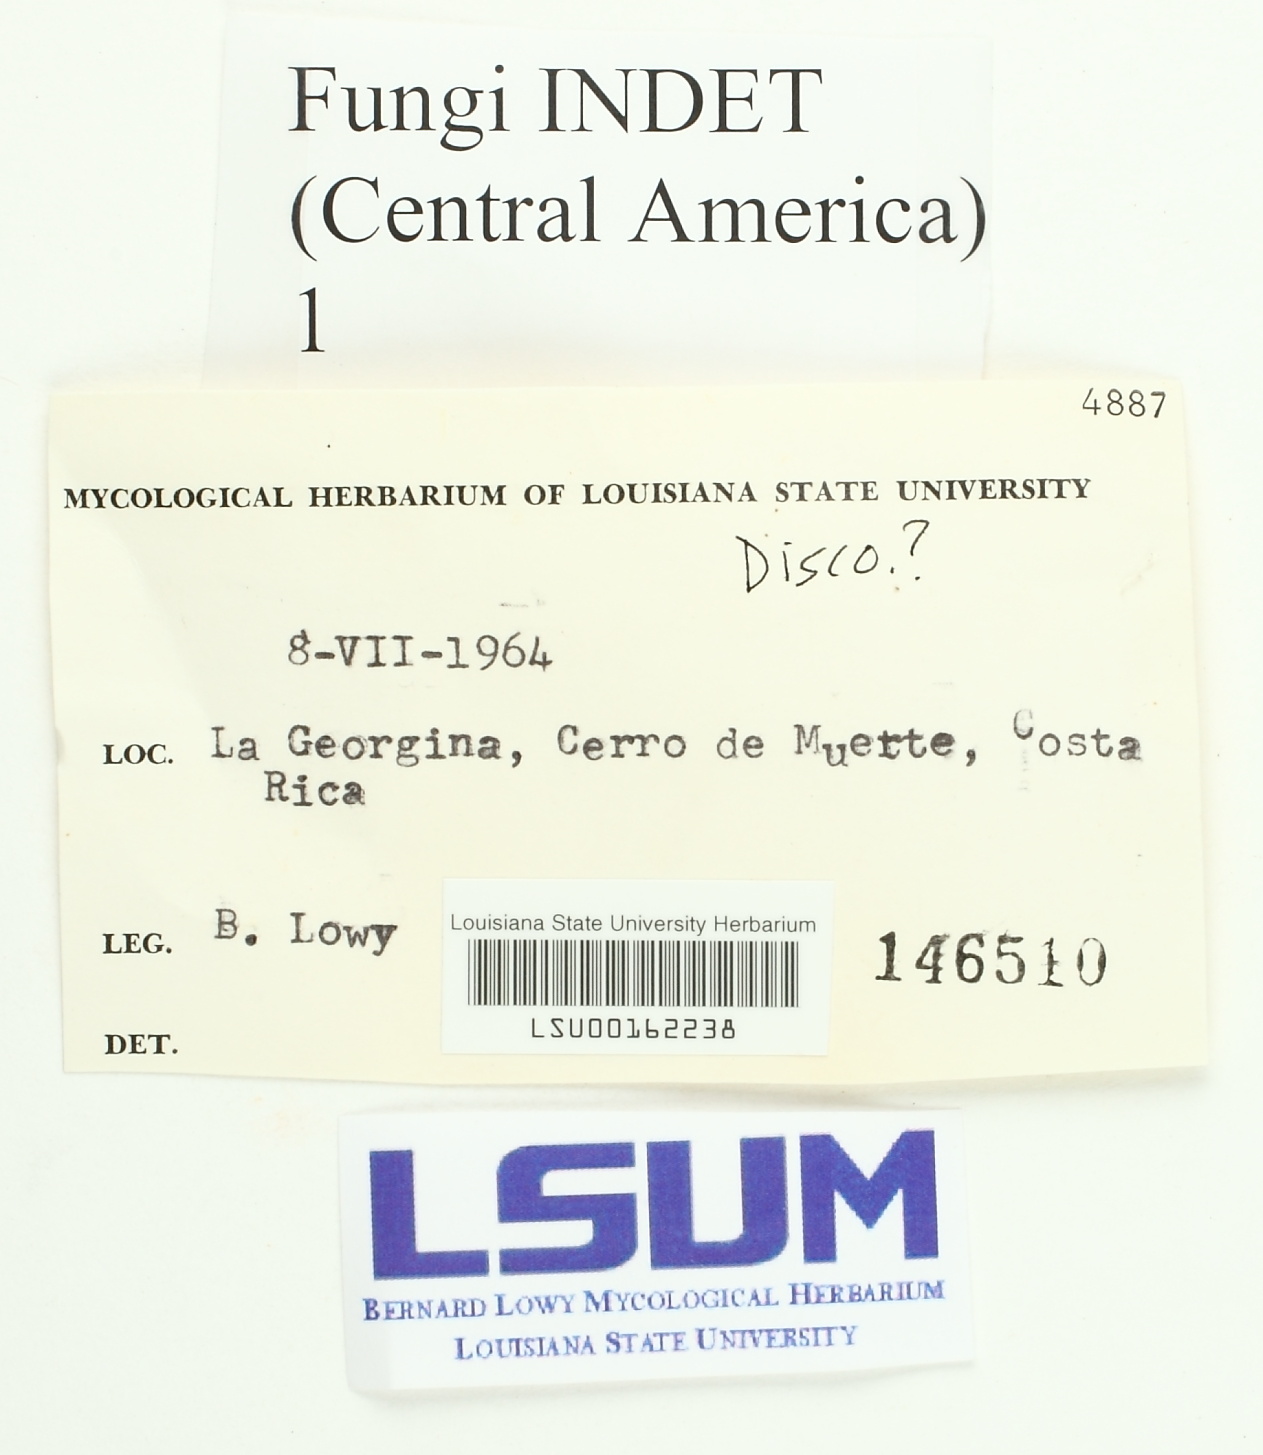 Fungi INDET
(Central America)
1
4887
MYCOLOGICAL HERBARIUM OF LOUISIANA STATE UNIVERSITY
Disco.?
8-VII-1964
LOC. La Georgina, Cerro de Muerte, Costa
Rica
LEG. B. Lowy
Louisiana State University Herbarium
LSU00162238
146510
DET.
LSUM
BERNARD LOWY MYCOLOGICAL HERBARIUM
LOUISIANA STATE UNIVERSITY